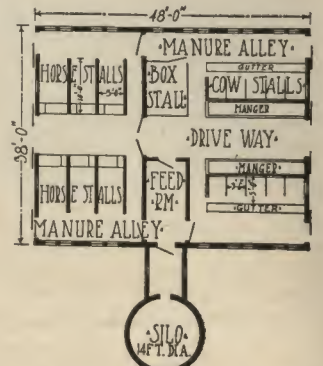 48'-0"
MANURE ALLEY
HORSE STALLS
BOX STALL
GUTTER
COW STALLS
MANGER
38'-0"
DRIVE WAY
HORSE STALLS
FEED RM.
MANGER
GUTTER
MANURE ALLEY
SILO
14 FT. DIA.